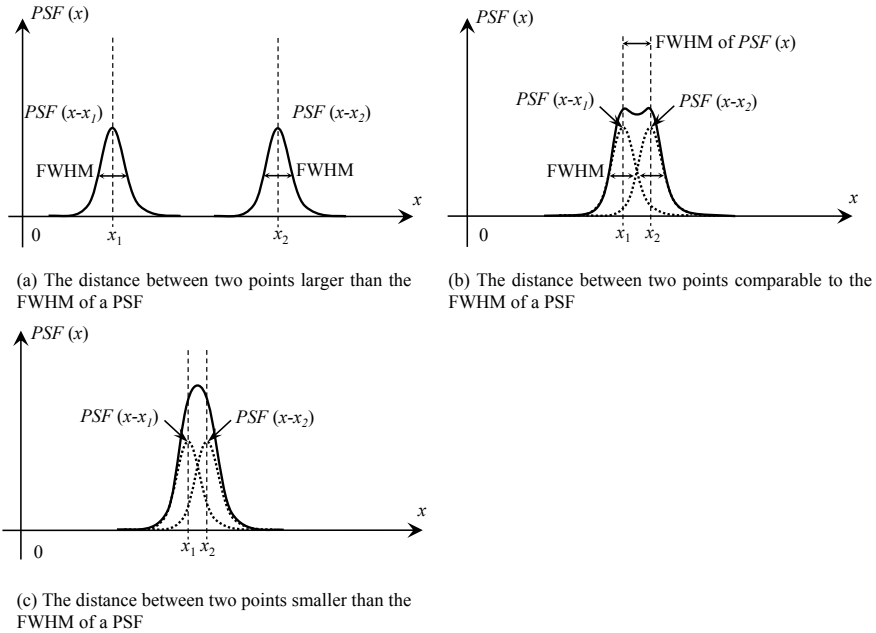 PSF (x)
PSF (x-x1)
PSF (x-x2)
FWHM
FWHM
x
0
x1
x2
(a) The distance between two points larger than the
FWHM of a PSF
PSF (x)
FWHM of PSF (x)
PSF (x-x1)
PSF (x-x2)
FWHM
x
0
x1
x2
(b) The distance between two points comparable to the
FWHM of a PSF
PSF (x)
PSF (x-x1)
PSF (x-x2)
x
0
x1
x2
(c) The distance between two points smaller than the
FWHM of a PSF